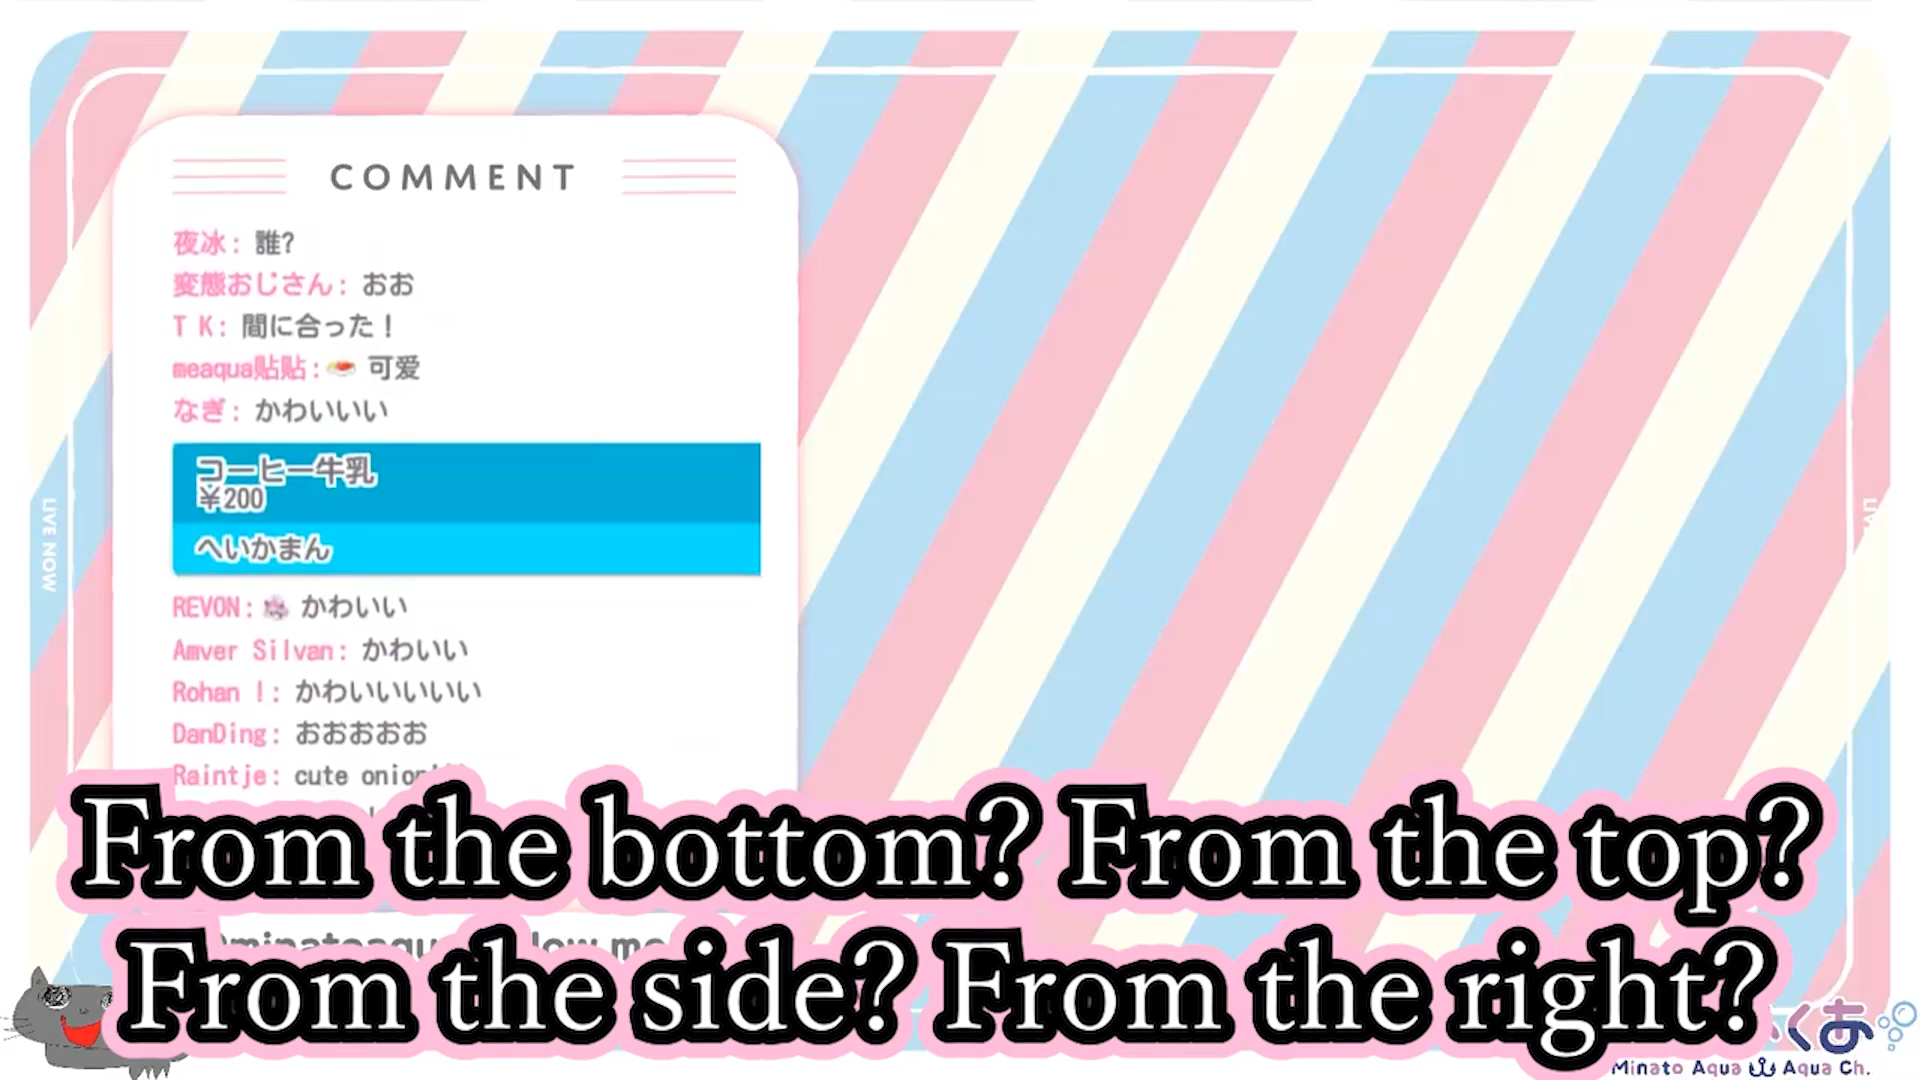 COMMENT
夜冰: 誰?
変態おじさん: おお
T K: 間に合った！
meaqua貼貼: 可爱
なぎ: かわいいい
コーヒー牛乳
￥200
へいかまん
REVON: かわいい
Amver Silvan: かわいい
Rohan l: かわいいいいい
DanDing: おおおおお
Raintje: cute onion
LIVE NOW
From the bottom? From the top?
From the side? From the right?
くあ
Minato Aqua Aqua Ch.